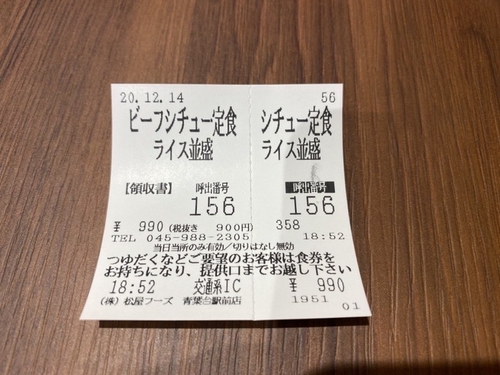 20.12.14 56
ビーフシチュー定食 シチュー定食
ライス並盛 ライス並盛
【領収書】 呼出番号 呼出番号
156 156
¥ 990 (税抜き 900円) 358
TEL 045-988-2305 18:52
当日当所のみ有効/切りはなし無効
つゆだくなどご要望のお客様は食券を
お持ちになり、提供口までお越し下さい
18:52 交通系IC ¥ 990
(株) 松屋フーズ 青葉台駅前店 1951 01